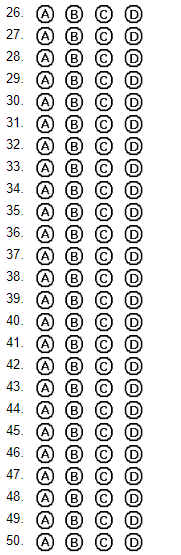 26. A B C D
27. A B C D
28. A B C D
29. A B C D
30. A B C D
31. A B C D
32. A B C D
33. A B C D
34. A B C D
35. A B C D
36. A B C D
37. A B C D
38. A B C D
39. A B C D
40. A B C D
41. A B C D
42. A B C D
43. A B C D
44. A B C D
45. A B C D
46. A B C D
47. A B C D
48. A B C D
49. A B C D
50. A B C D